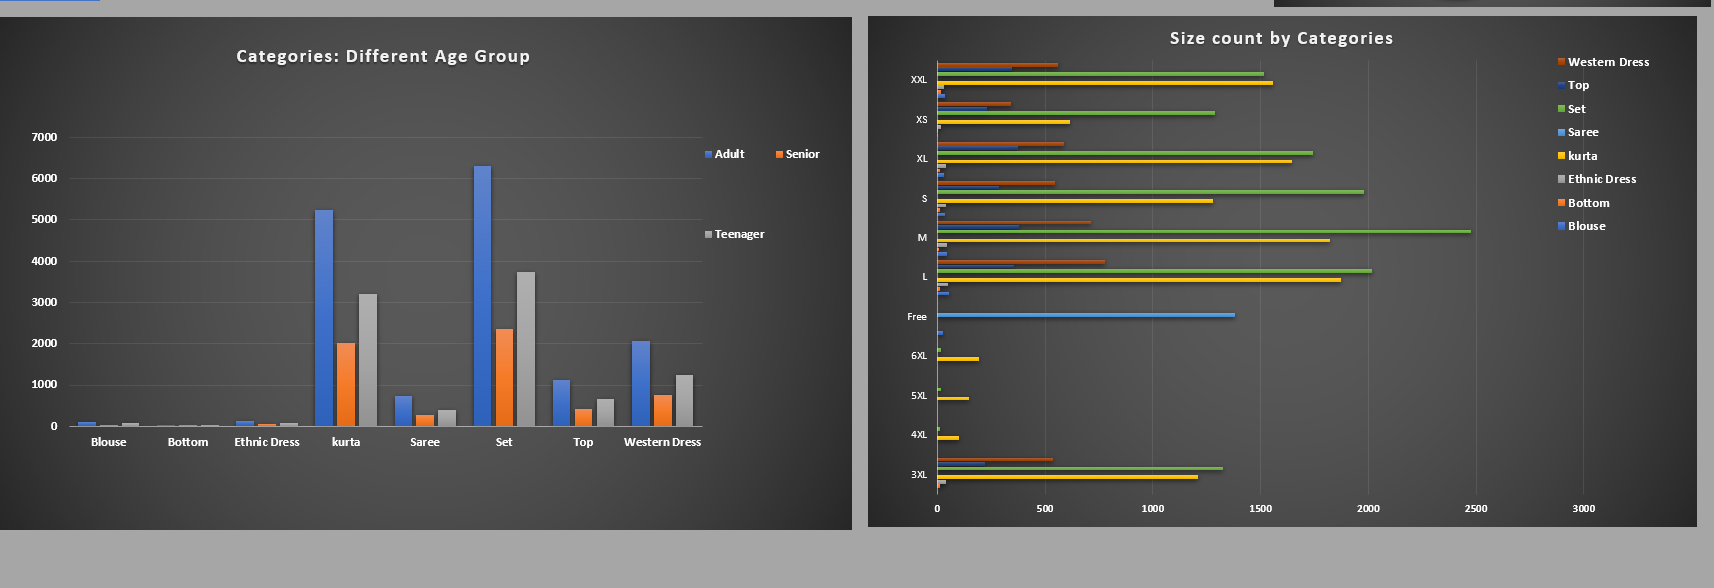 Categories: Different Age Group
7000
6000
5000
4000
3000
2000
1000
0
Blouse Bottom Ethnic Dress kurta Saree Set Top Western Dress
Adult Senior
Teenager
Size count by Categories
XXL
XS
XL
S
M
L
Free
6XL
5XL
4XL
3XL
0 500 1000 1500 2000 2500 3000
Western Dress
Top
Set
Saree
kurta
Ethnic Dress
Bottom
Blouse